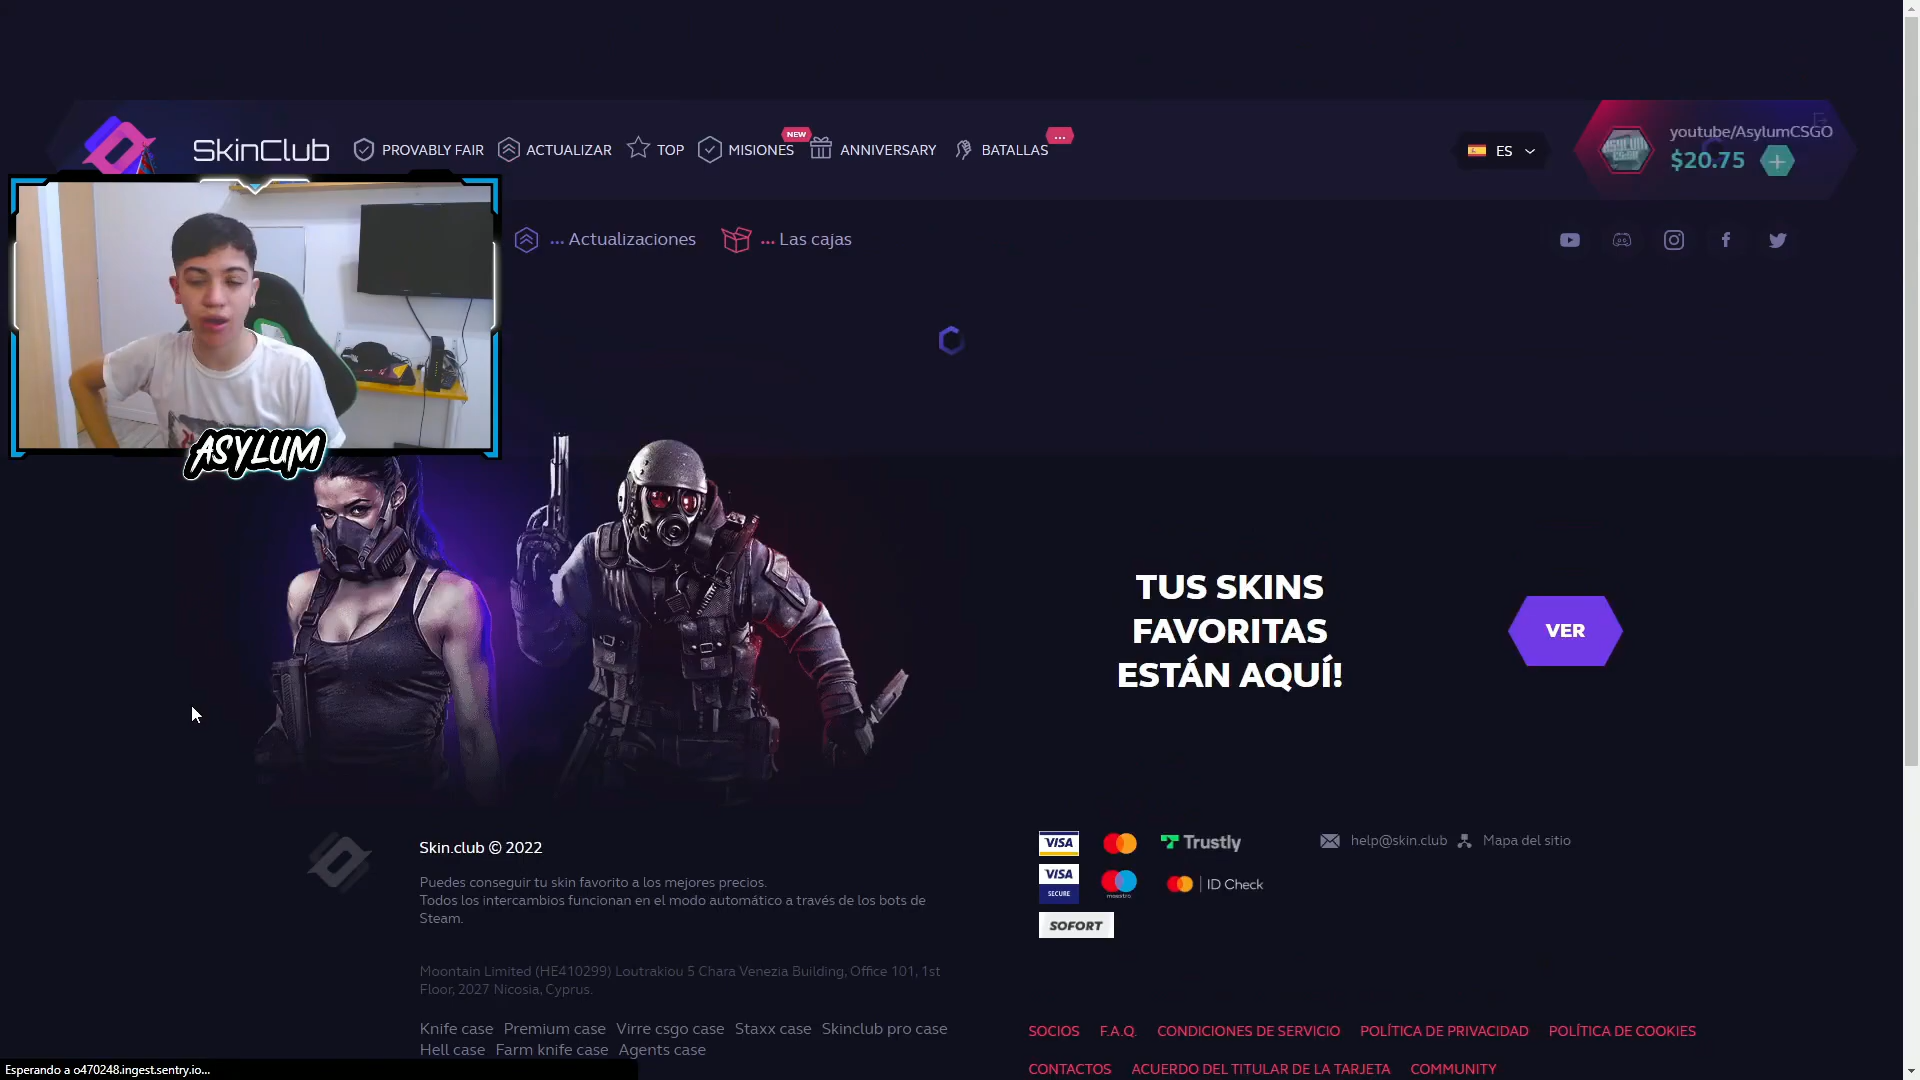 SkinClub
PROVABLY FAIR
ACTUALIZAR
TOP
MISIONES
NEW
ANNIVERSARY
BATALLAS
...
ES
youtube/AsylumCSGO
$20.75
... Actualizaciones
... Las cajas
ASYLUM
TUS SKINS
FAVORITAS
ESTÁN AQUÍ!
VER
Skin.club © 2022
Puedes conseguir tu skin favorito a los mejores precios.
Todos los intercambios funcionan en el modo automático a través de los bots de
Steam.
Moontain Limited (HE410299) Loutrakiou 5 Chara Venezia Building, Office 101, 1st
Floor, 2027 Nicosia, Cyprus.
Knife case Premium case Virre csgo case Staxx case Skinclub pro case
Hell case Farm knife case Agents case
VISA
Trustly
VISA
SECURE
maestro
ID Check
SOFORT
help@skin.club
Mapa del sitio
SOCIOS F.A.Q. CONDICIONES DE SERVICIO POLÍTICA DE PRIVACIDAD POLÍTICA DE COOKIES
CONTACTOS ACUERDO DEL TITULAR DE LA TARJETA COMMUNITY
Esperando a o470248.ingest.sentry.io...